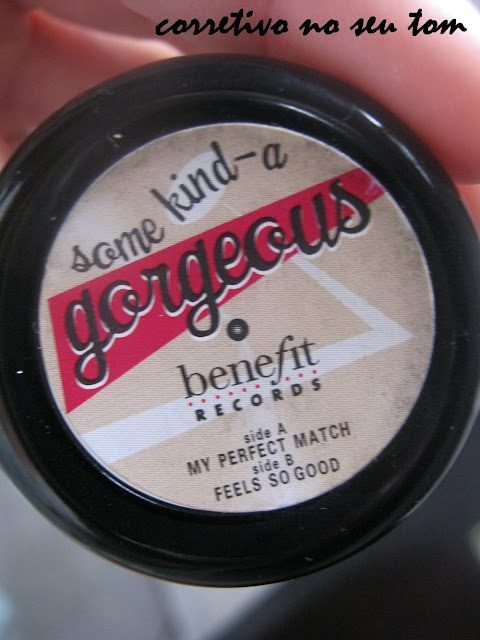 corretivo no seu tom
some kind-a
gorgeous
benefit
RECORDS
side A
MY PERFECT MATCH
side B
FEELS SO GOOD